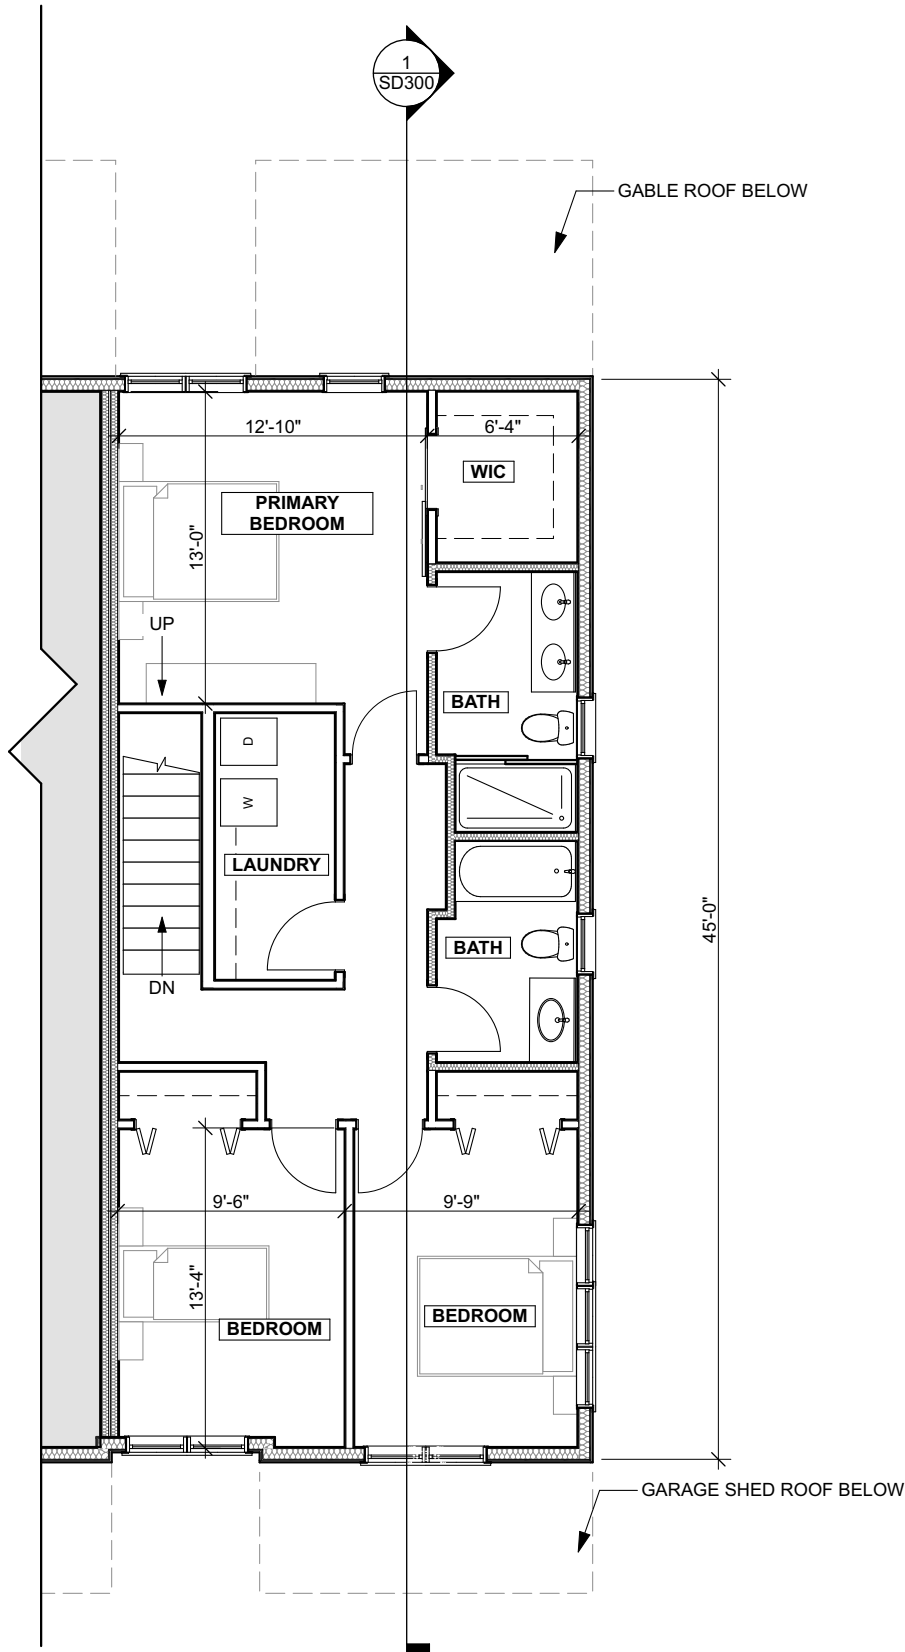 1
SD300
GABLE ROOF BELOW
12'-10"
6'-4"
WIC
PRIMARY
BEDROOM
13'-0"
UP
BATH
D
W
LAUNDRY
45'-0"
BATH
DN
9'-6"
9'-9"
13'-4"
BEDROOM
BEDROOM
GARAGE SHED ROOF BELOW